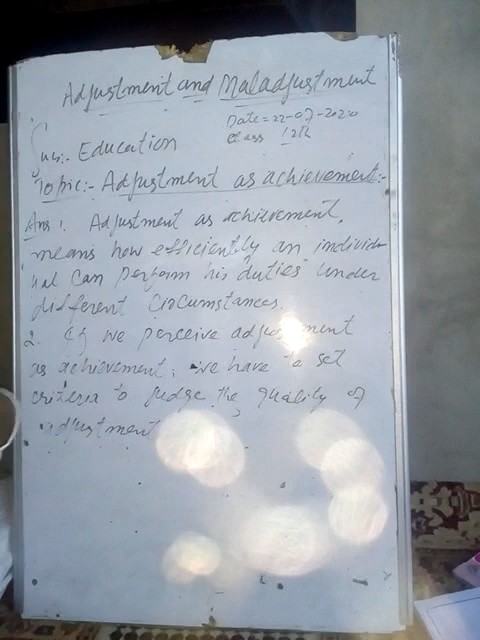 Adjustment and Maladjustment
Date = 22-07-2020
Class 12th
Sub:- Education
Topic:- Adjustment as achievement:-
Ans 1. Adjustment as achievement,
means how efficiently an individ-
ual can perform his duties under
different circumstances.
2. If we perceive adjustment
as achievement, we have to set
criteria to judge the quality of
adjustment